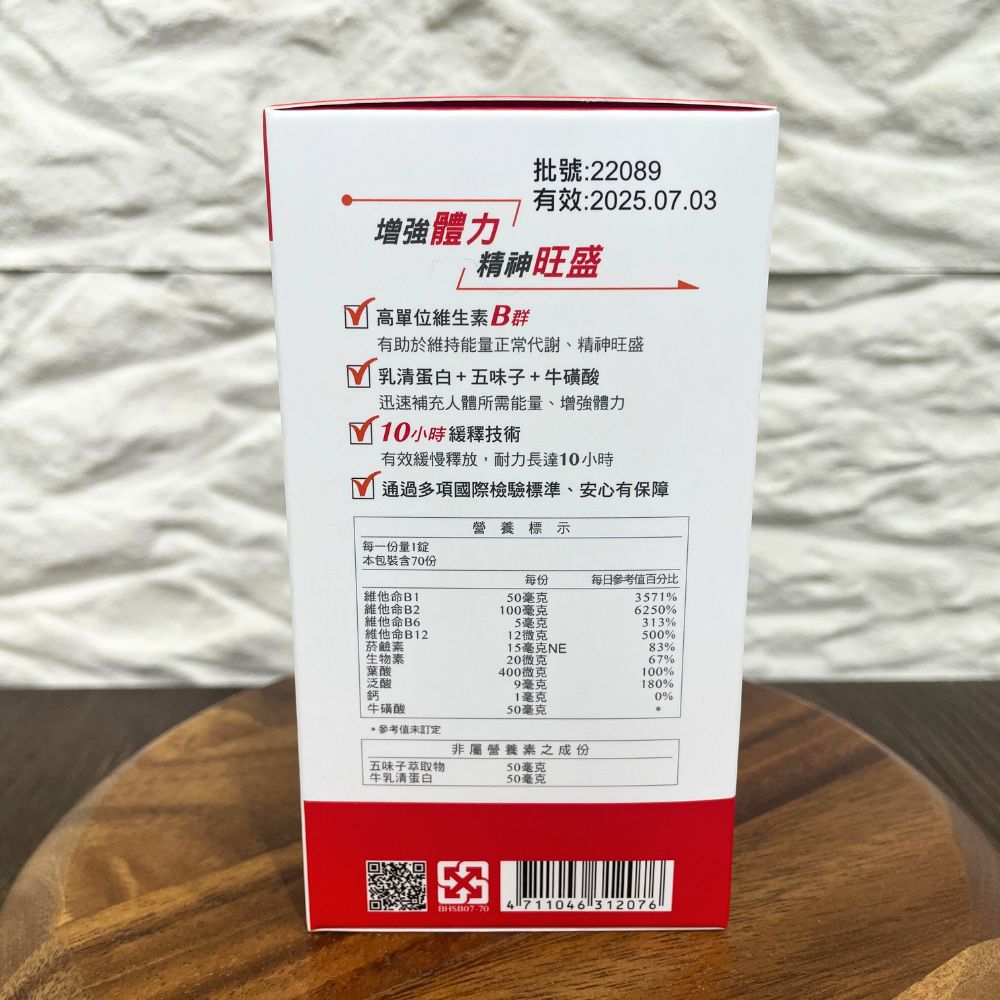 批號:22089
有效:2025.07.03
增強體力
精神旺盛
高單位維生素B群
有助於維持能量正常代謝、精神旺盛
乳清蛋白+五味子+牛磺酸
迅速補充人體所需能量、增強體力
10小時緩釋技術
有效緩慢釋放，耐力長達10小時
通過多項國際檢驗標準、安心有保障
營養標示
每一份量1錠
本包裝含70份
每份 每日參考值百分比
維他命B1 50毫克 3571%
維他命B2 100毫克 6250%
維他命B6 5毫克 313%
維他命B12 12微克 500%
菸鹼素 15毫克NE 83%
生物素 20微克 67%
葉酸 400微克 100%
泛酸 9毫克 180%
鈣 1毫克 0%
牛磺酸 50毫克 *
*參考值未訂定
非屬營養素之成份
五味子萃取物 50毫克
牛乳清蛋白 50毫克
BHSB07-70
4 711046 312076